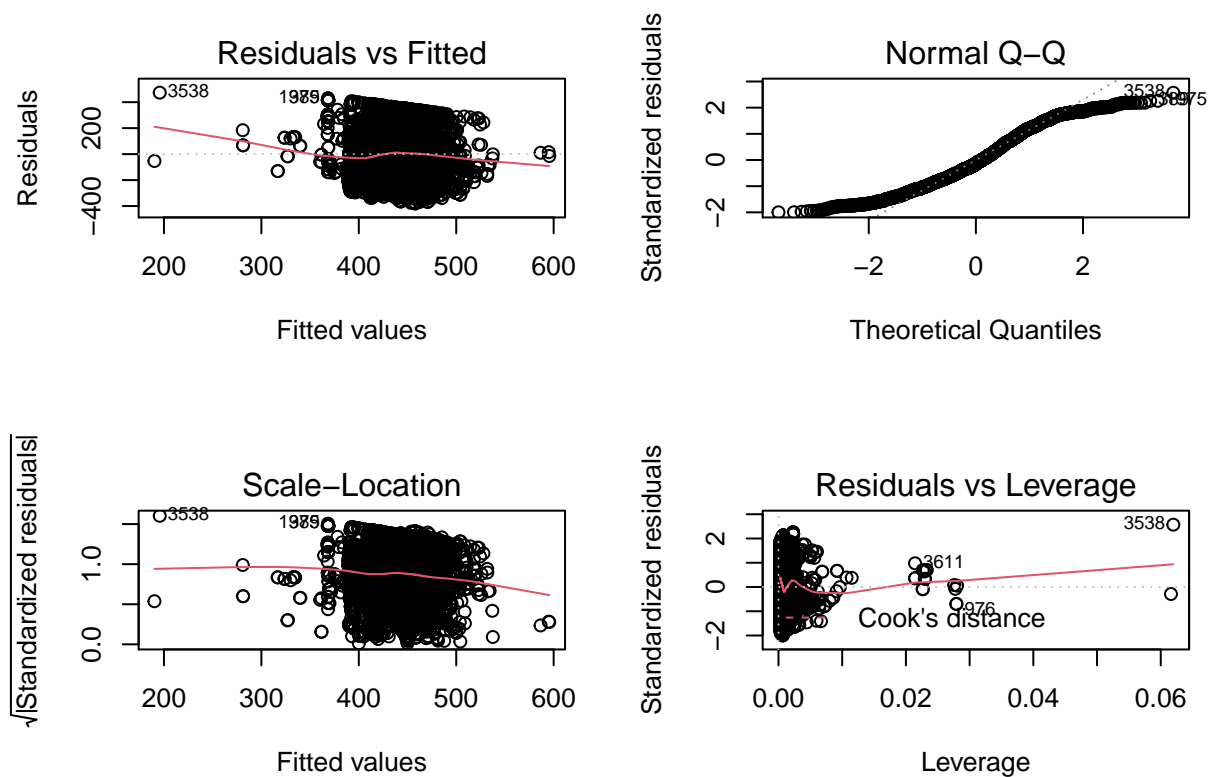 Residuals vs Fitted
Residuals
200
−400
3538
200 300 400 500 600
Fitted values
Normal Q−Q
Standardized residuals
2
0
−2
3538
−2 0 2
Theoretical Quantiles
Scale−Location
√|Standardized residuals|
1.0
0.0
3538
200 300 400 500 600
Fitted values
Residuals vs Leverage
Standardized residuals
2
0
−2
3538
3611
976
Cook's distance
0.00 0.02 0.04 0.06
Leverage